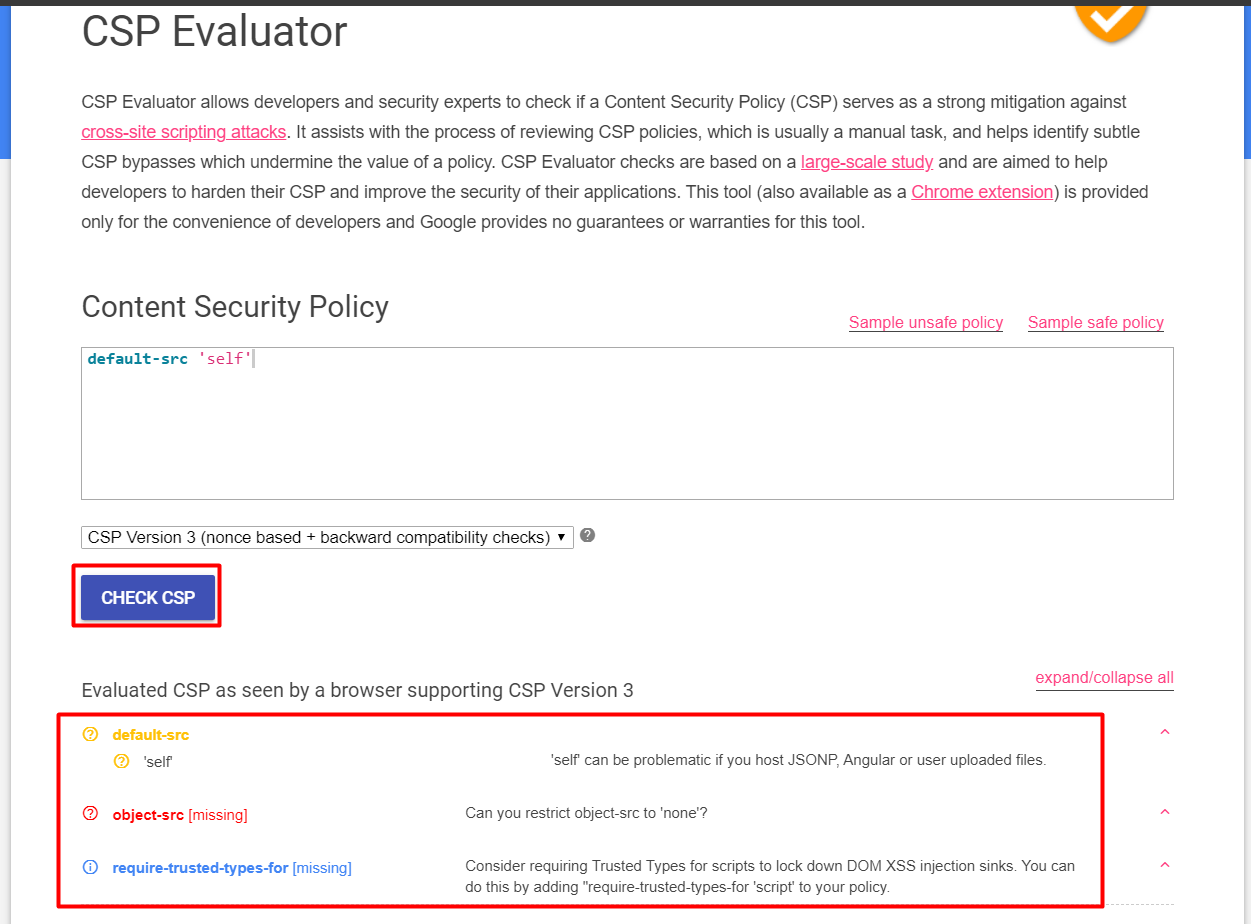 CSP Evaluator
CSP Evaluator allows developers and security experts to check if a Content Security Policy (CSP) serves as a strong mitigation against
cross-site scripting attacks. It assists with the process of reviewing CSP policies, which is usually a manual task, and helps identify subtle
CSP bypasses which undermine the value of a policy. CSP Evaluator checks are based on a large-scale study and are aimed to help
developers to harden their CSP and improve the security of their applications. This tool (also available as a Chrome extension) is provided
only for the convenience of developers and Google provides no guarantees or warranties for this tool.
Content Security Policy
Sample unsafe policy Sample safe policy
default-src 'self'
CSP Version 3 (nonce based + backward compatibility checks)
CHECK CSP
expand/collapse all
Evaluated CSP as seen by a browser supporting CSP Version 3
default-src
'self' 'self' can be problematic if you host JSONP, Angular or user uploaded files.
object-src [missing] Can you restrict object-src to 'none'?
require-trusted-types-for [missing] Consider requiring Trusted Types for scripts to lock down DOM XSS injection sinks. You can
do this by adding "require-trusted-types-for 'script' to your policy.